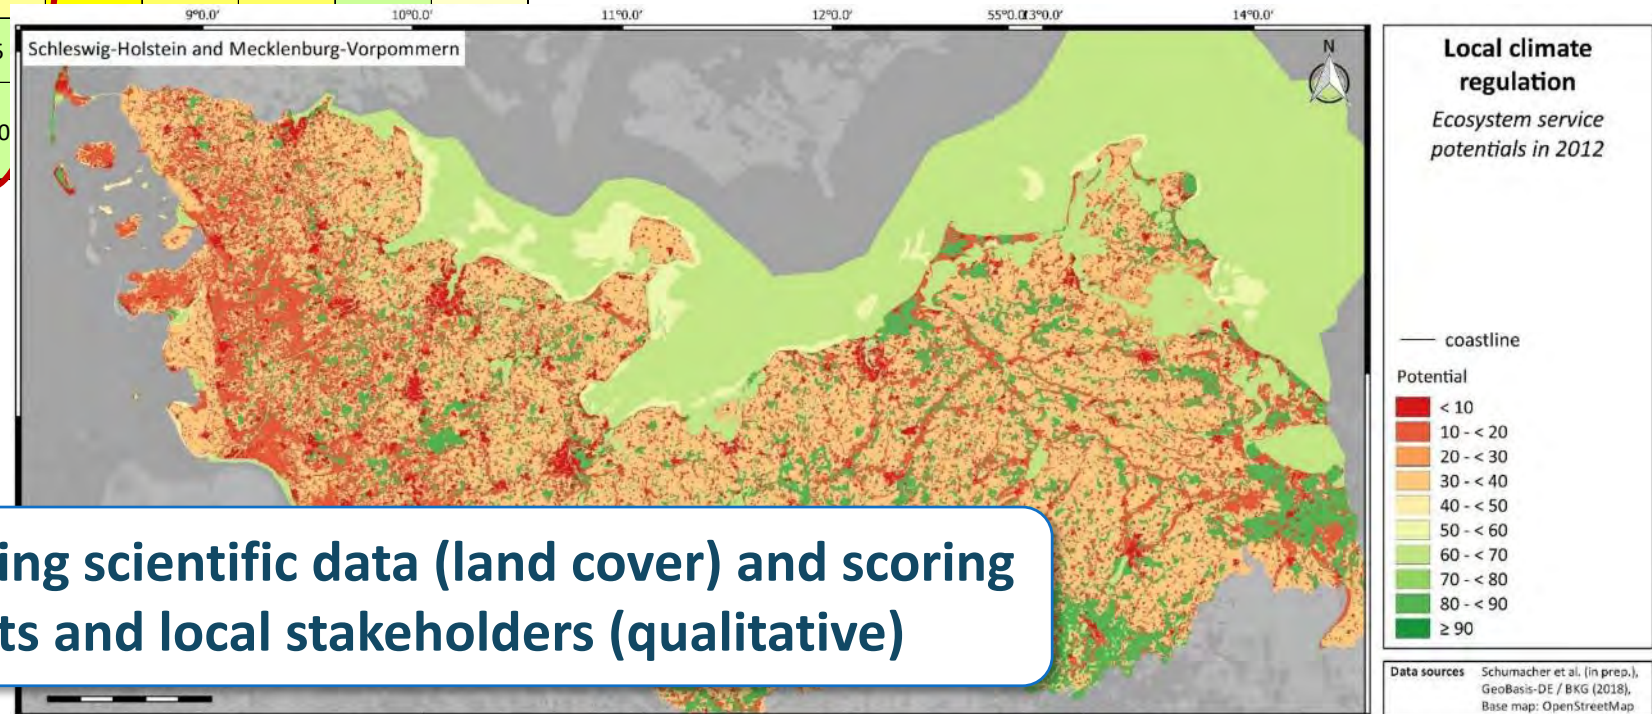 9°0.0' 10°0.0' 11°0.0' 12°0.0' 14°0.0'
Schleswig-Holstein and Mecklenburg-Vorpommern
N
Local climate
regulation
Ecosystem service
potentials in 2012
coastline
Potential
< 10
10 - < 20
20 - < 30
30 - < 40
40 - < 50
50 - < 60
60 - < 70
70 - < 80
80 - < 90
≥ 90
ing scientific data (land cover) and scoring
ts and local stakeholders (qualitative)
Data sources Schumacher et al. (in prep.),
GeoBasis-DE / BKG (2018),
Base map: OpenStreetMap